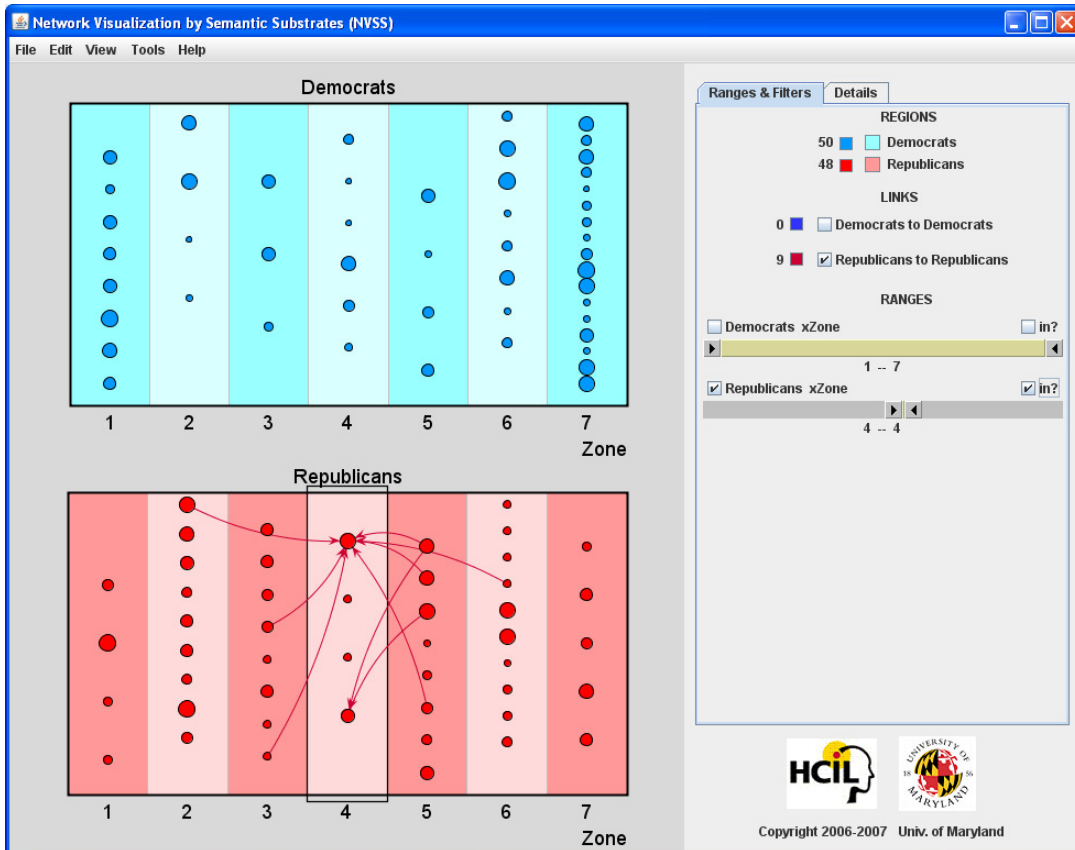 Network Visualization by Semantic Substrates (NVSS)
File Edit View Tools Help
Democrats
1 2 3 4 5 6 7
Zone
Republicans
1 2 3 4 5 6 7
Zone
Ranges & Filters Details
REGIONS
50 Democrats
48 Republicans
LINKS
0 Democrats to Democrats
9 Republicans to Republicans
RANGES
Democrats xZone in?
1 -- 7
Republicans xZone in?
4 -- 4
HCIL
UNIVERSITY OF
18 56
MARYLAND
Copyright 2006-2007 Univ. of Maryland